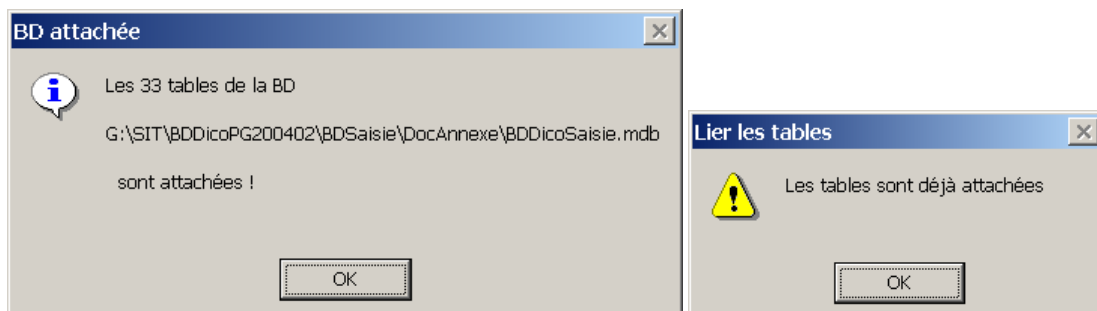 BD attachée
Les 33 tables de la BD
G:\SIT\BDDicoPG200402\BDSaisie\DocAnnexe\BDDicoSaisie.mdb
sont attachées !
OK
Lier les tables
Les tables sont déjà attachées
OK